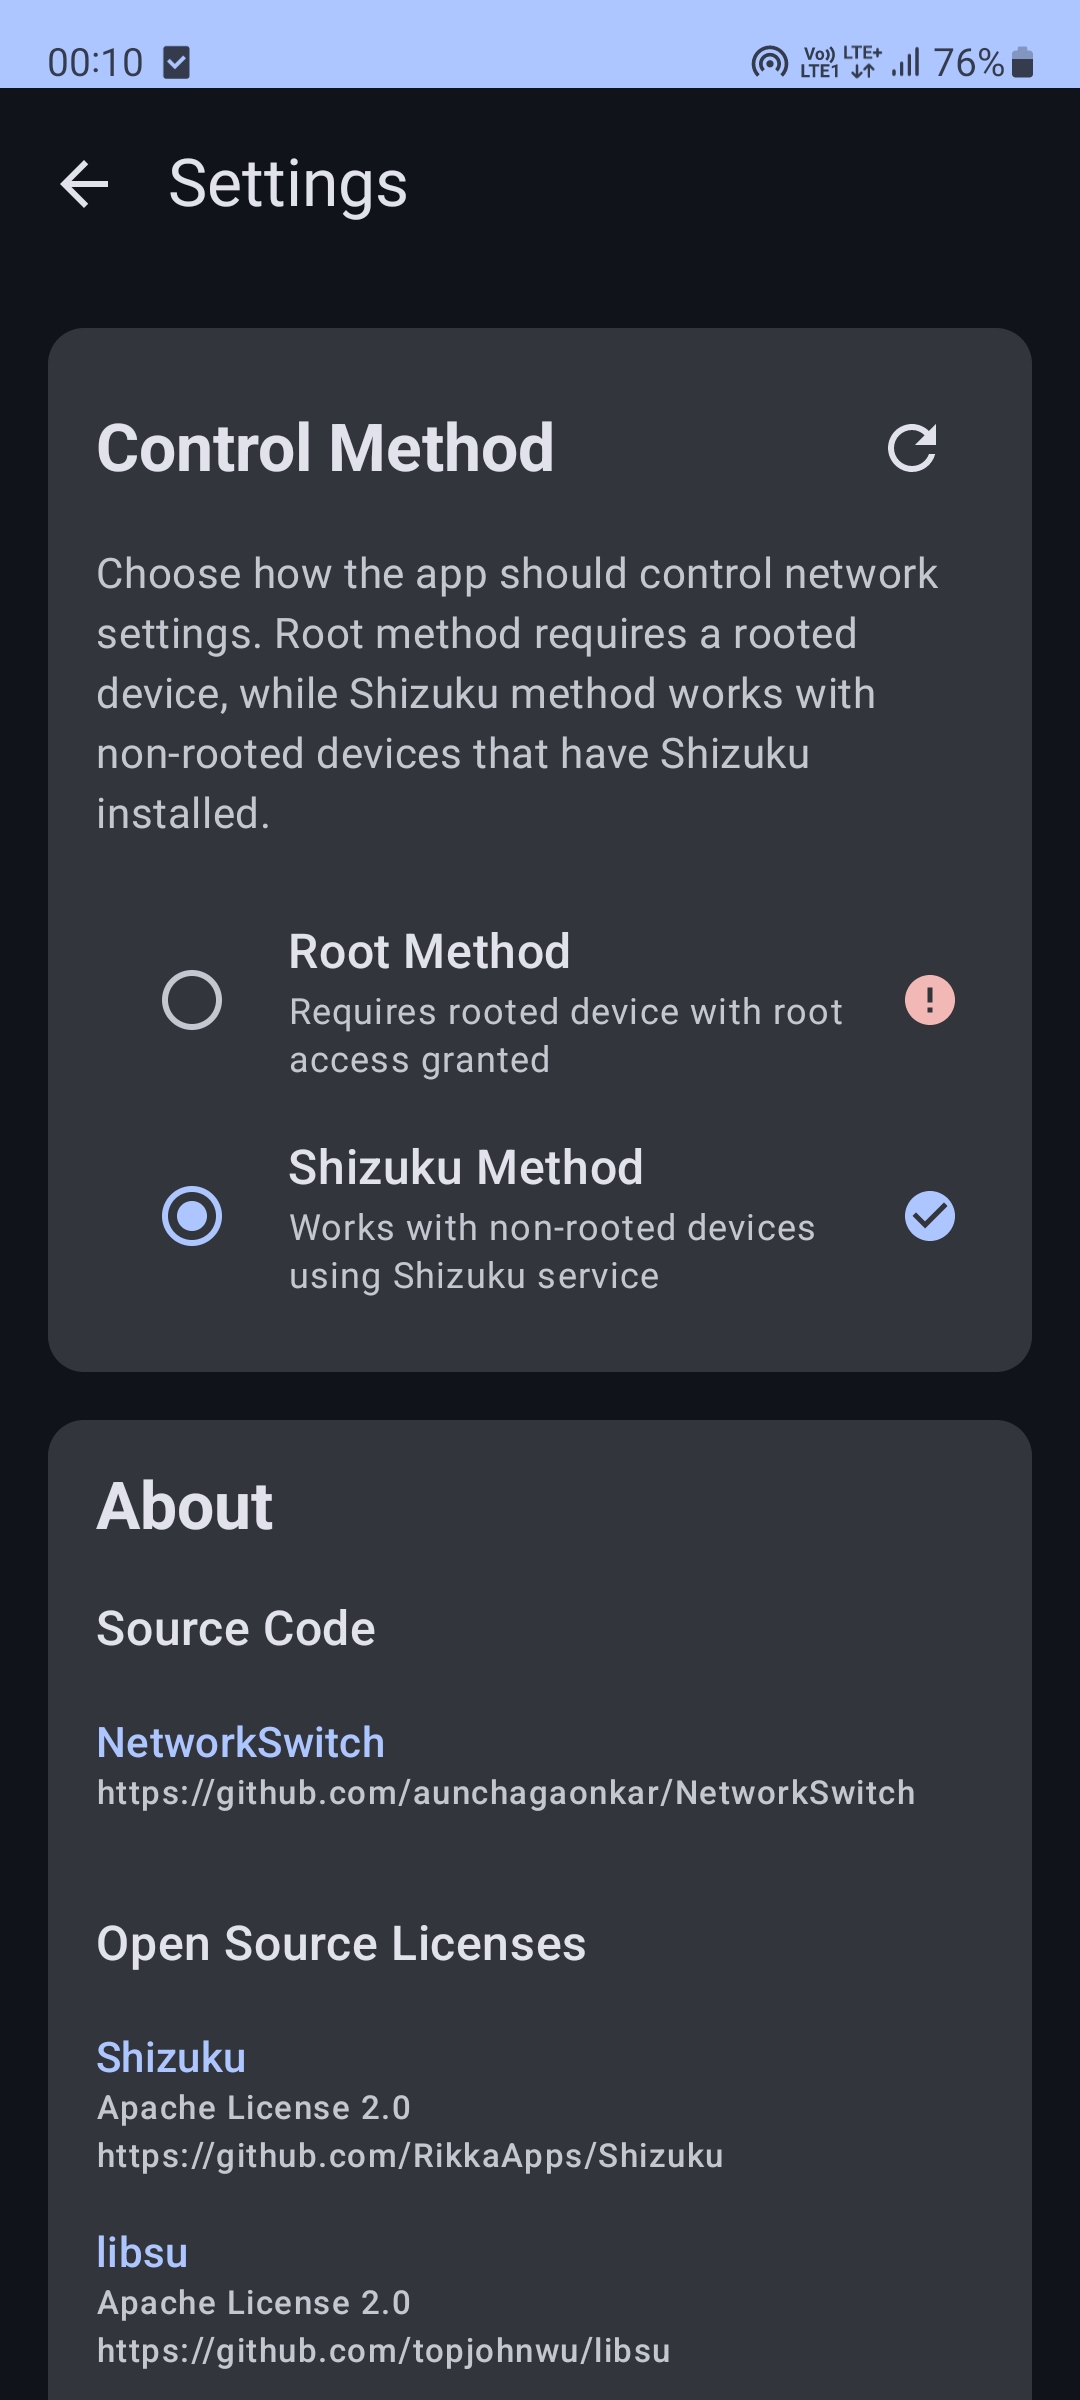 00:10
Vo)) LTE1 LTE+ 76%
Settings
Control Method
Choose how the app should control network
settings. Root method requires a rooted
device, while Shizuku method works with
non-rooted devices that have Shizuku
installed.
Root Method
Requires rooted device with root
access granted
Shizuku Method
Works with non-rooted devices
using Shizuku service
About
Source Code
NetworkSwitch
https://github.com/aunchagaonkar/NetworkSwitch
Open Source Licenses
Shizuku
Apache License 2.0
https://github.com/RikkaApps/Shizuku
libsu
Apache License 2.0
https://github.com/topjohnwu/libsu